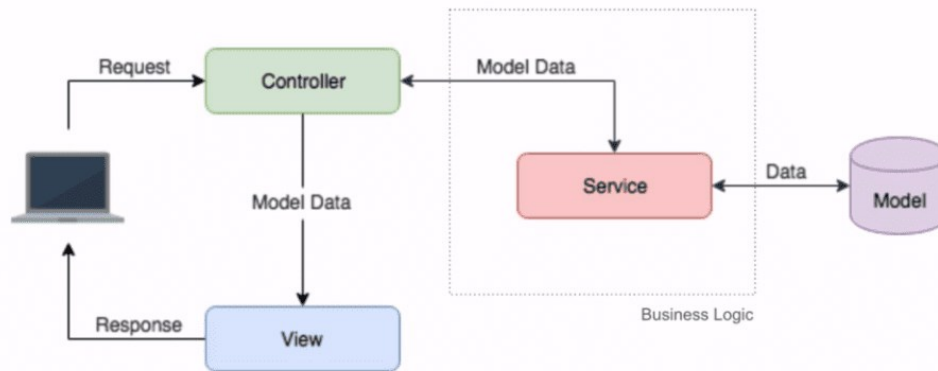 Request
Controller
Model Data
Model Data
Service
Data
Model
Response
View
Business Logic